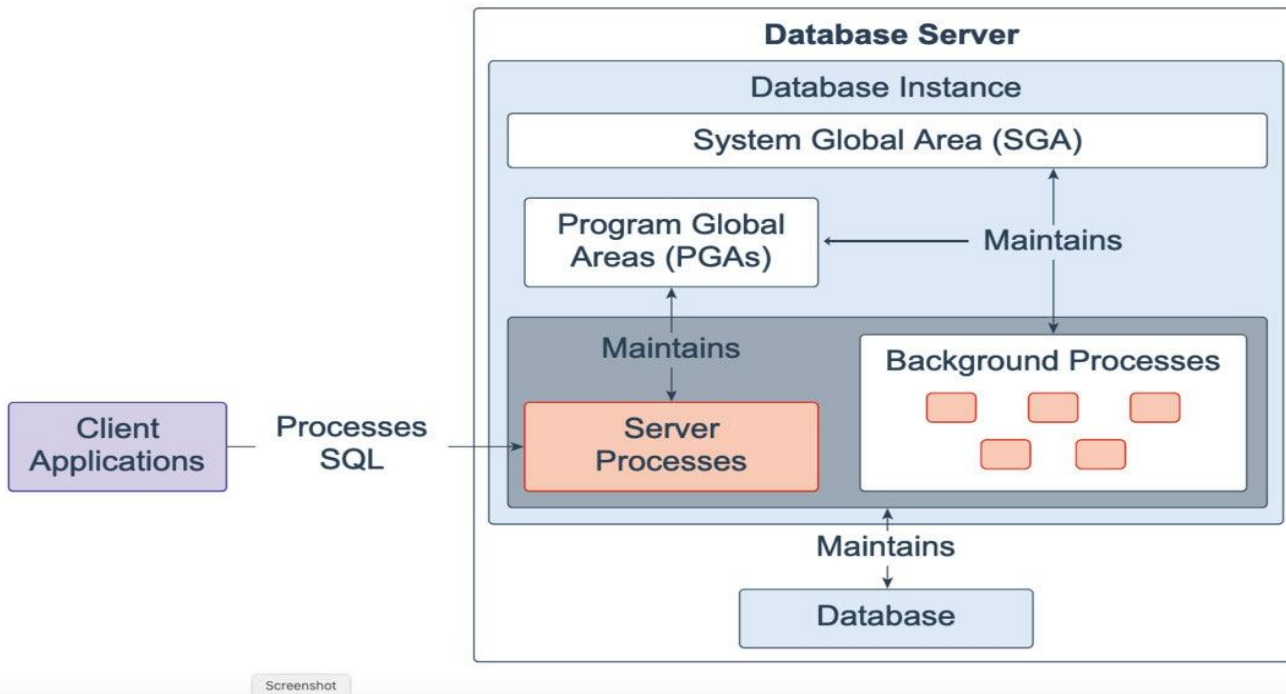 Database Server
Database Instance
System Global Area (SGA)
Program Global
Areas (PGAs)
Maintains
Maintains
Background Processes
Client
Applications
Processes
SQL
Server
Processes
Maintains
Database
Screenshot